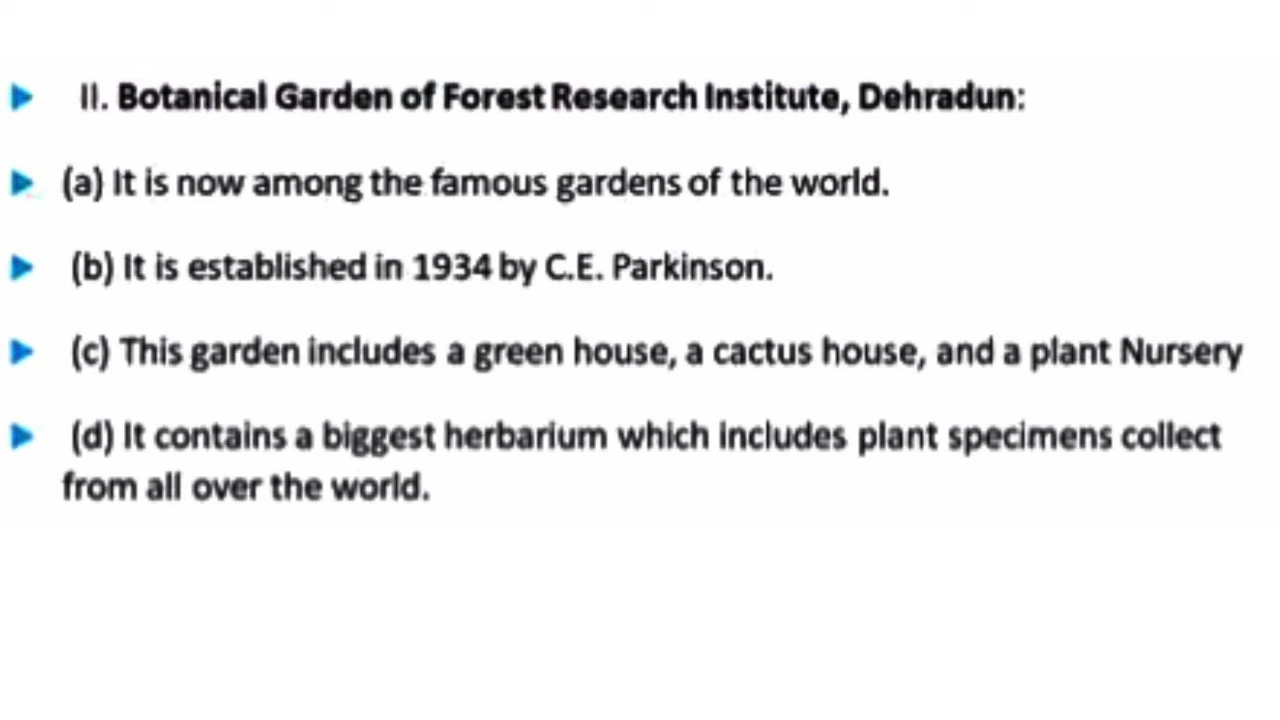 II. Botanical Garden of Forest Research Institute, Dehradun:
(a) It is now among the famous gardens of the world.
(b) It is established in 1934 by C.E. Parkinson.
(c) This garden includes a green house, a cactus house, and a plant Nursery
(d) It contains a biggest herbarium which includes plant specimens collect
from all over the world.